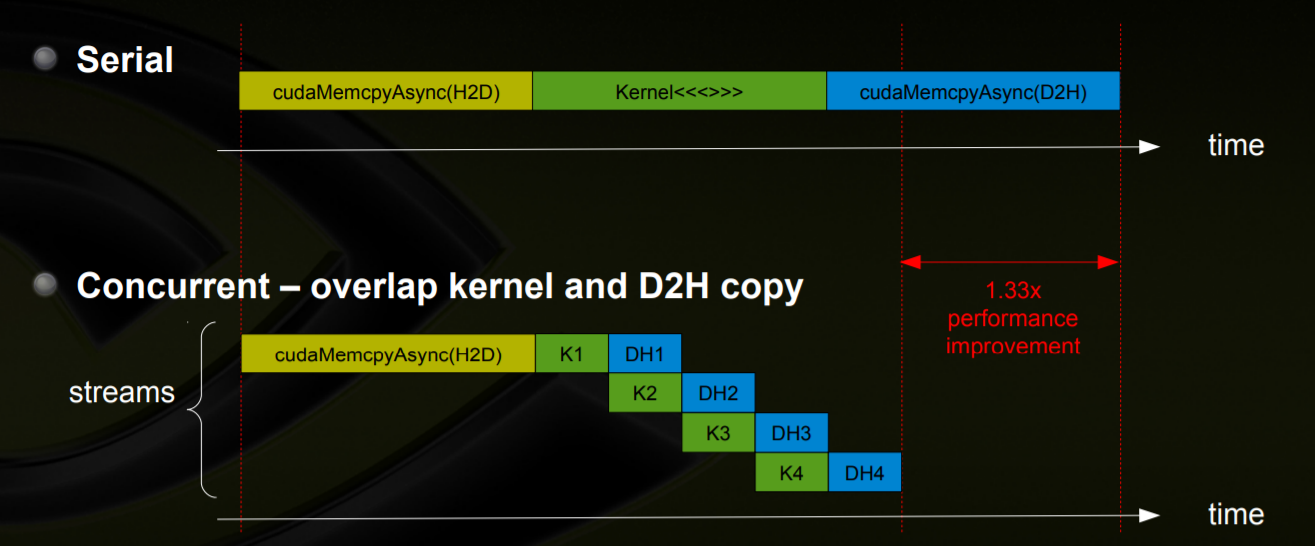 Serial
cudaMemcpyAsync(H2D) Kernel<<<>>> cudaMemcpyAsync(D2H)
time
Concurrent – overlap kernel and D2H copy
1.33x
performance
improvement
cudaMemcpyAsync(H2D) K1 DH1
streams K2 DH2
K3 DH3
K4 DH4
time